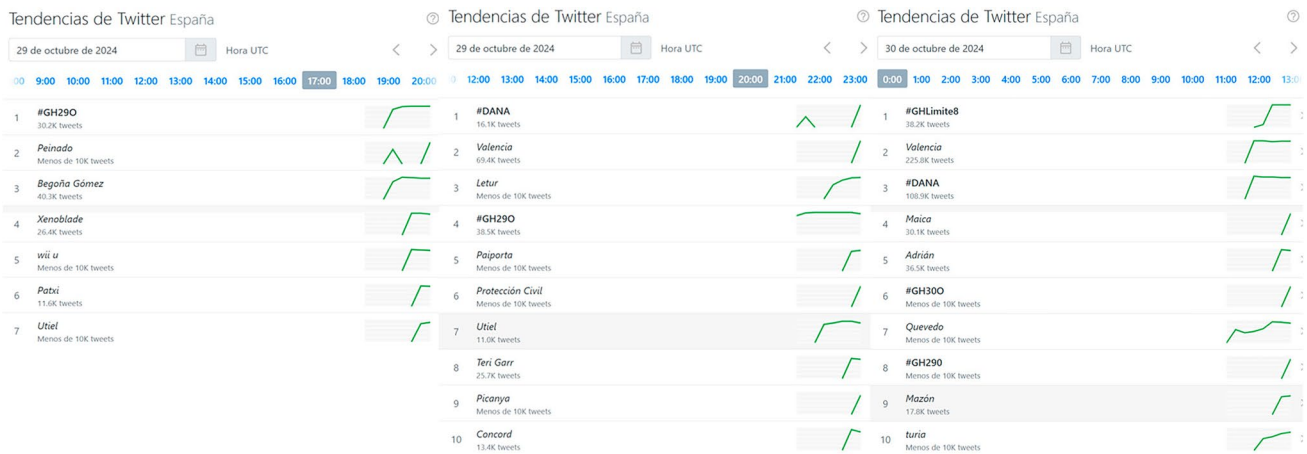 Tendencias de Twitter España
29 de octubre de 2024 Hora UTC
00 9:00 10:00 11:00 12:00 13:00 14:00 15:00 16:00 17:00 18:00 19:00 20:00
1 #GH29O
30.2K tweets
2 Peinado
Menos de 10K tweets
3 Begoña Gómez
40.3K tweets
4 Xenoblade
26.4K tweets
5 wii u
Menos de 10K tweets
6 Patxi
11.6K tweets
7 Utiel
Menos de 10K tweets
Tendencias de Twitter España
29 de octubre de 2024 Hora UTC
0 12:00 13:00 14:00 15:00 16:00 17:00 18:00 19:00 20:00 21:00 22:00 23:00
1 #DANA
16.1K tweets
2 Valencia
69.4K tweets
3 Letur
Menos de 10K tweets
4 #GH29O
38.5K tweets
5 Paiporta
Menos de 10K tweets
6 Protección Civil
Menos de 10K tweets
7 Utiel
11.0K tweets
8 Teri Garr
25.7K tweets
9 Picanya
Menos de 10K tweets
10 Concord
13.4K tweets
Tendencias de Twitter España
30 de octubre de 2024 Hora UTC
0:00 1:00 2:00 3:00 4:00 5:00 6:00 7:00 8:00 9:00 10:00 11:00 12:00 13:0
1 #GHLimite8
38.2K tweets
2 Valencia
225.8K tweets
3 #DANA
108.9K tweets
4 Maica
30.1K tweets
5 Adrián
36.5K tweets
6 #GH30O
Menos de 10K tweets
7 Quevedo
Menos de 10K tweets
8 #GH290
Menos de 10K tweets
9 Mazón
17.8K tweets
10 turia
Menos de 10K tweets